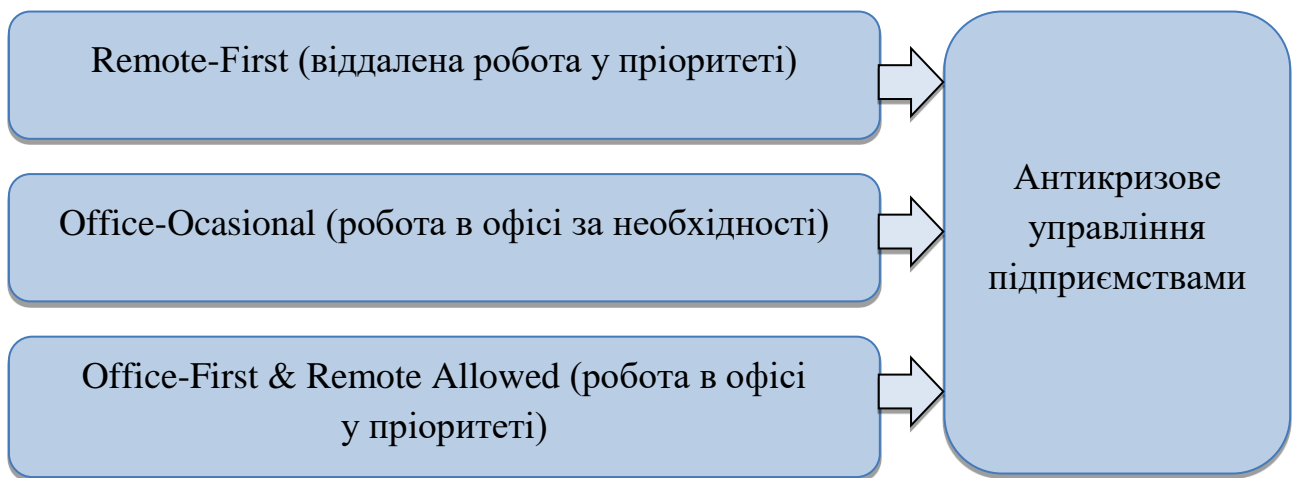 Remote-First (віддалена робота у пріоритеті)
Office-Ocasional (робота в офісі за необхідності)
Office-First & Remote Allowed (робота в офісі
у пріоритеті)
Антикризове
управління
підприємствами